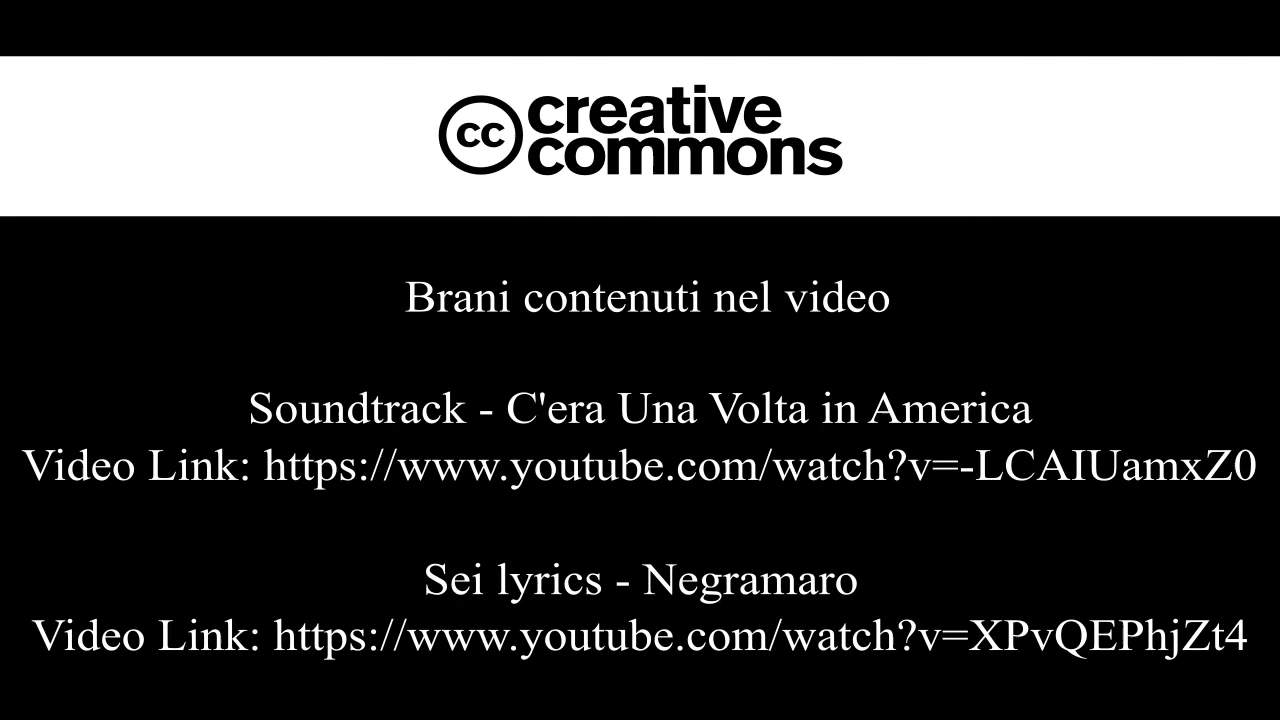 cc creative
commons
Brani contenuti nel video
Soundtrack - C'era Una Volta in America
Video Link: https://www.youtube.com/watch?v=-LCAIUamxZ0
Sei lyrics - Negramaro
Video Link: https://www.youtube.com/watch?v=XPvQEPhjZt4